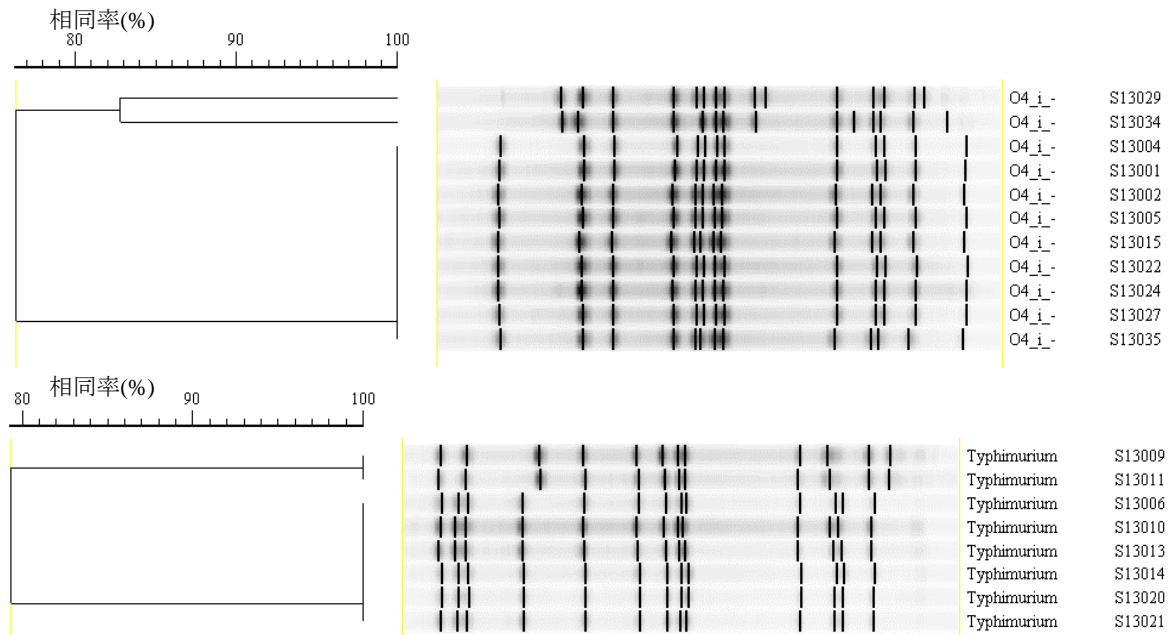 相同率(%)
80 90 100
O4_i_- S13029
O4_i_- S13034
O4_i_- S13004
O4_i_- S13001
O4_i_- S13002
O4_i_- S13005
O4_i_- S13015
O4_i_- S13022
O4_i_- S13024
O4_i_- S13027
O4_i_- S13035
相同率(%)
80 90 100
Typhimurium S13009
Typhimurium S13011
Typhimurium S13006
Typhimurium S13010
Typhimurium S13013
Typhimurium S13014
Typhimurium S13020
Typhimurium S13021